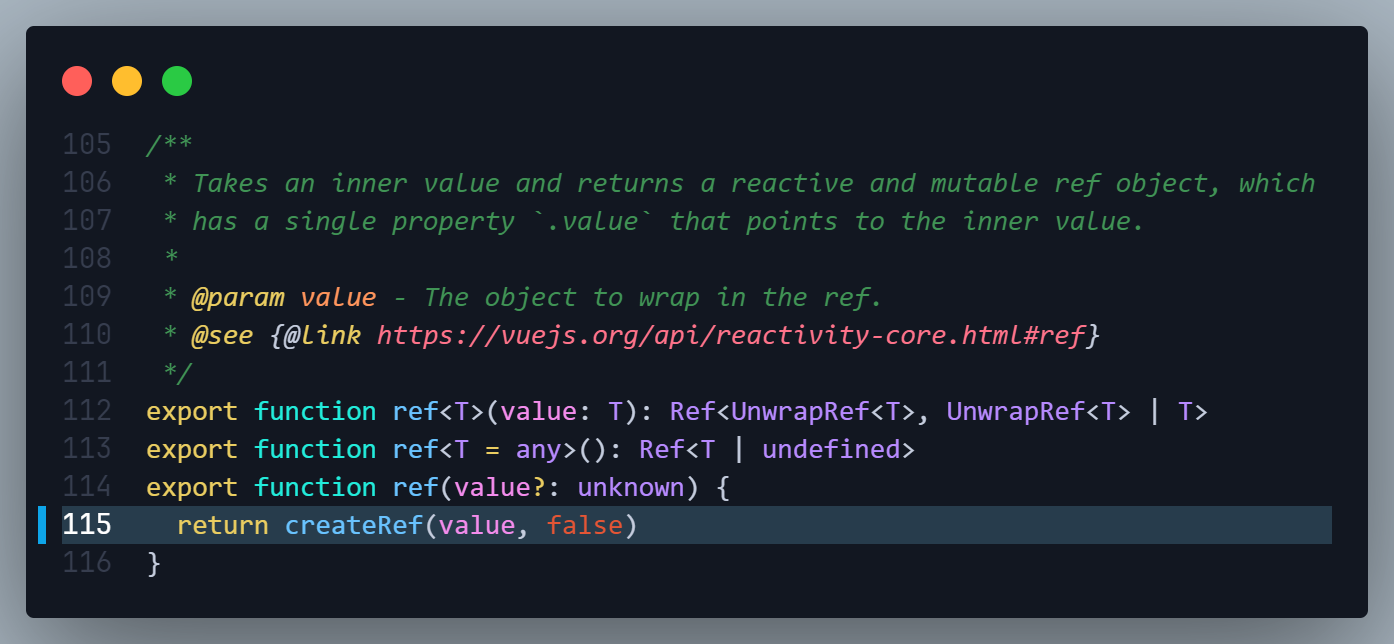 105 /**
106  * Takes an inner value and returns a reactive and mutable ref object, which
107  * has a single property `.value` that points to the inner value.
108  *
109  * @param value - The object to wrap in the ref.
110  * @see {@link https://vuejs.org/api/reactivity-core.html#ref}
111  */
112 export function ref<T>(value: T): Ref<UnwrapRef<T>, UnwrapRef<T> | T>
113 export function ref<T = any>(): Ref<T | undefined>
114 export function ref(value?: unknown) {
115   return createRef(value, false)
116 }